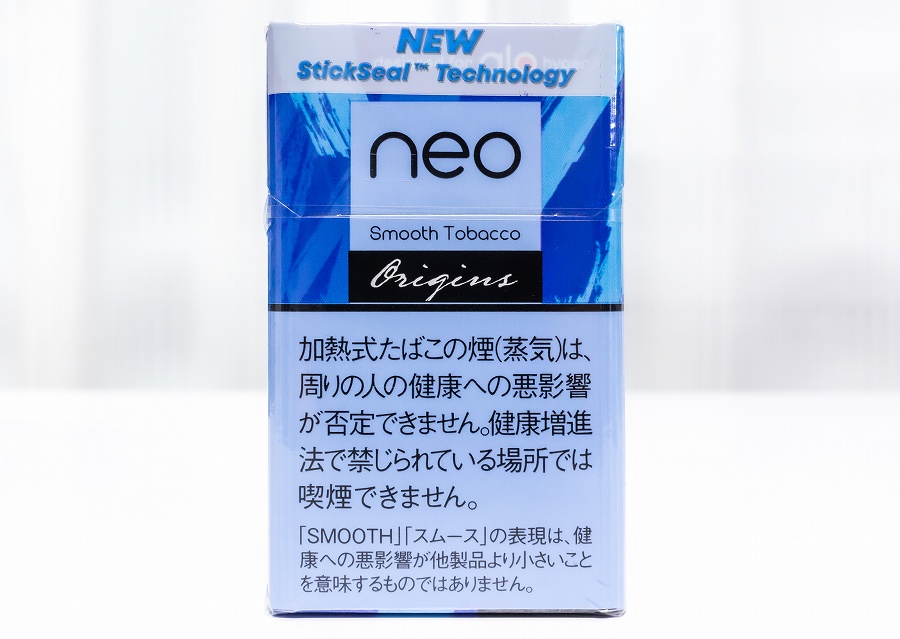 NEW
StickSeal™ Technology
neo
Smooth Tobacco
Origins
加熱式たばこの煙(蒸気)は、
周りの人の健康への悪影響
が否定できません。健康増進
法で禁じられている場所では
喫煙できません。
「SMOOTH」「スムース」の表現は、健
康への悪影響が他製品より小さいこと
を意味するものではありません。